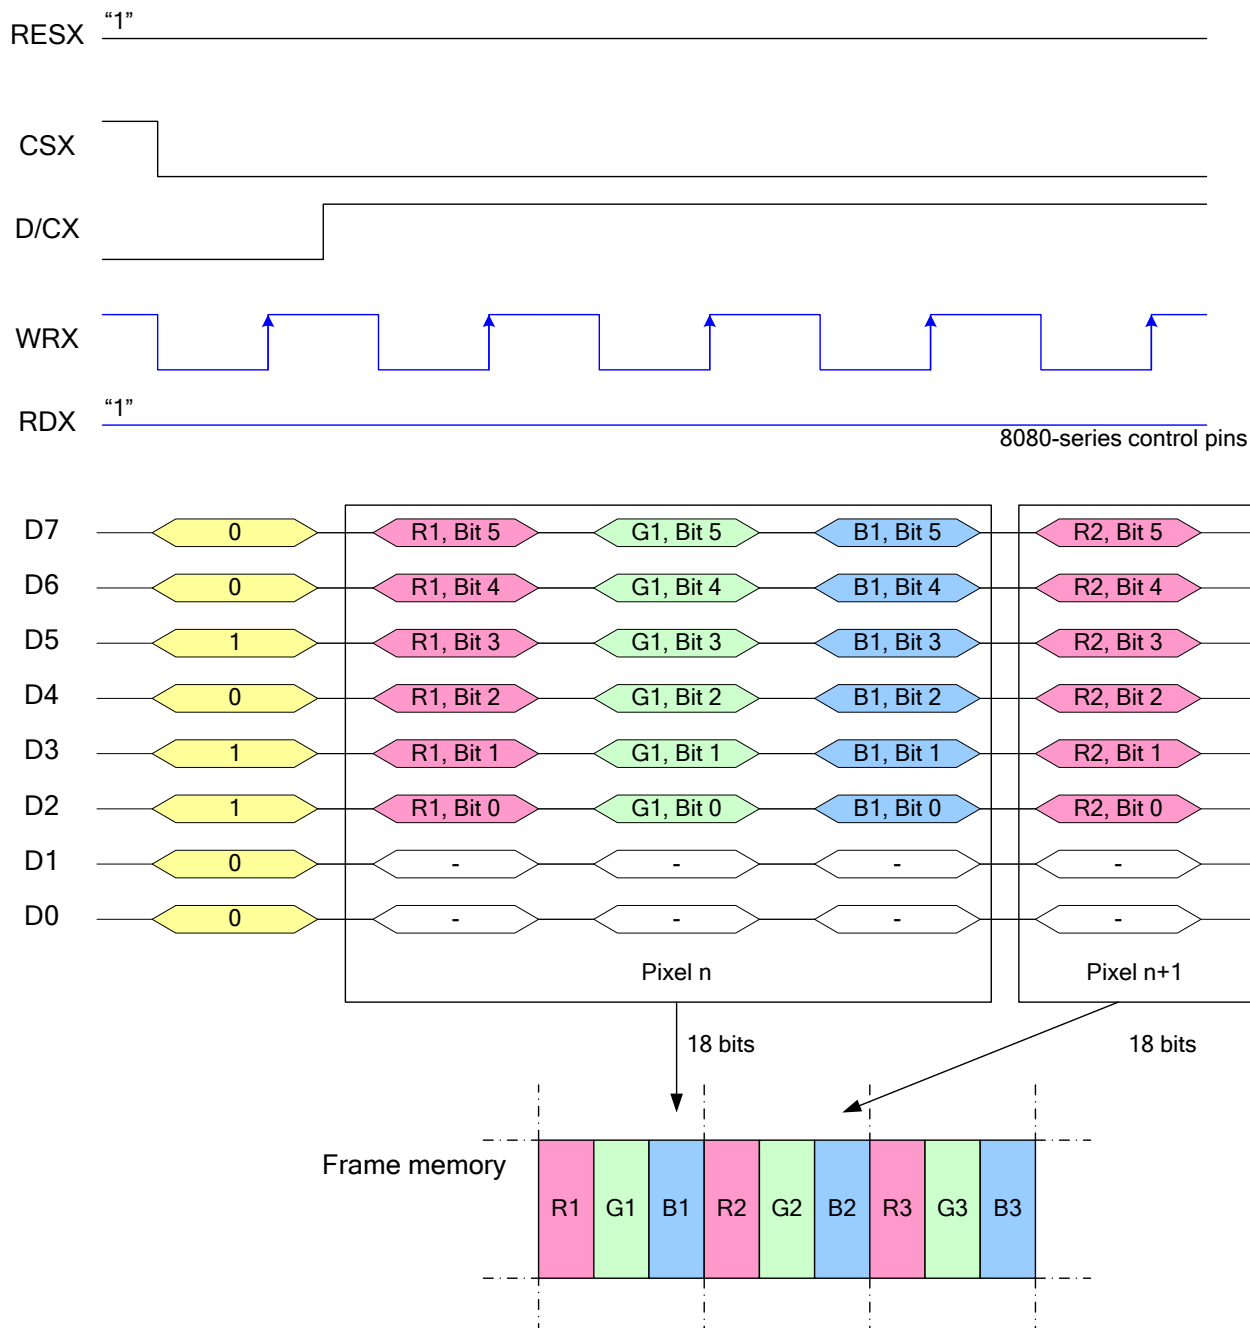 RESX “1”
CSX
D/CX
WRX
RDX “1”
8080-series control pins
D7 0 R1, Bit 5 G1, Bit 5 B1, Bit 5 R2, Bit 5
D6 0 R1, Bit 4 G1, Bit 4 B1, Bit 4 R2, Bit 4
D5 1 R1, Bit 3 G1, Bit 3 B1, Bit 3 R2, Bit 3
D4 0 R1, Bit 2 G1, Bit 2 B1, Bit 2 R2, Bit 2
D3 1 R1, Bit 1 G1, Bit 1 B1, Bit 1 R2, Bit 1
D2 1 R1, Bit 0 G1, Bit 0 B1, Bit 0 R2, Bit 0
D1 0 - - - -
D0 0 - - - -
Pixel n Pixel n+1
18 bits 18 bits
Frame memory
R1 G1 B1 R2 G2 B2 R3 G3 B3